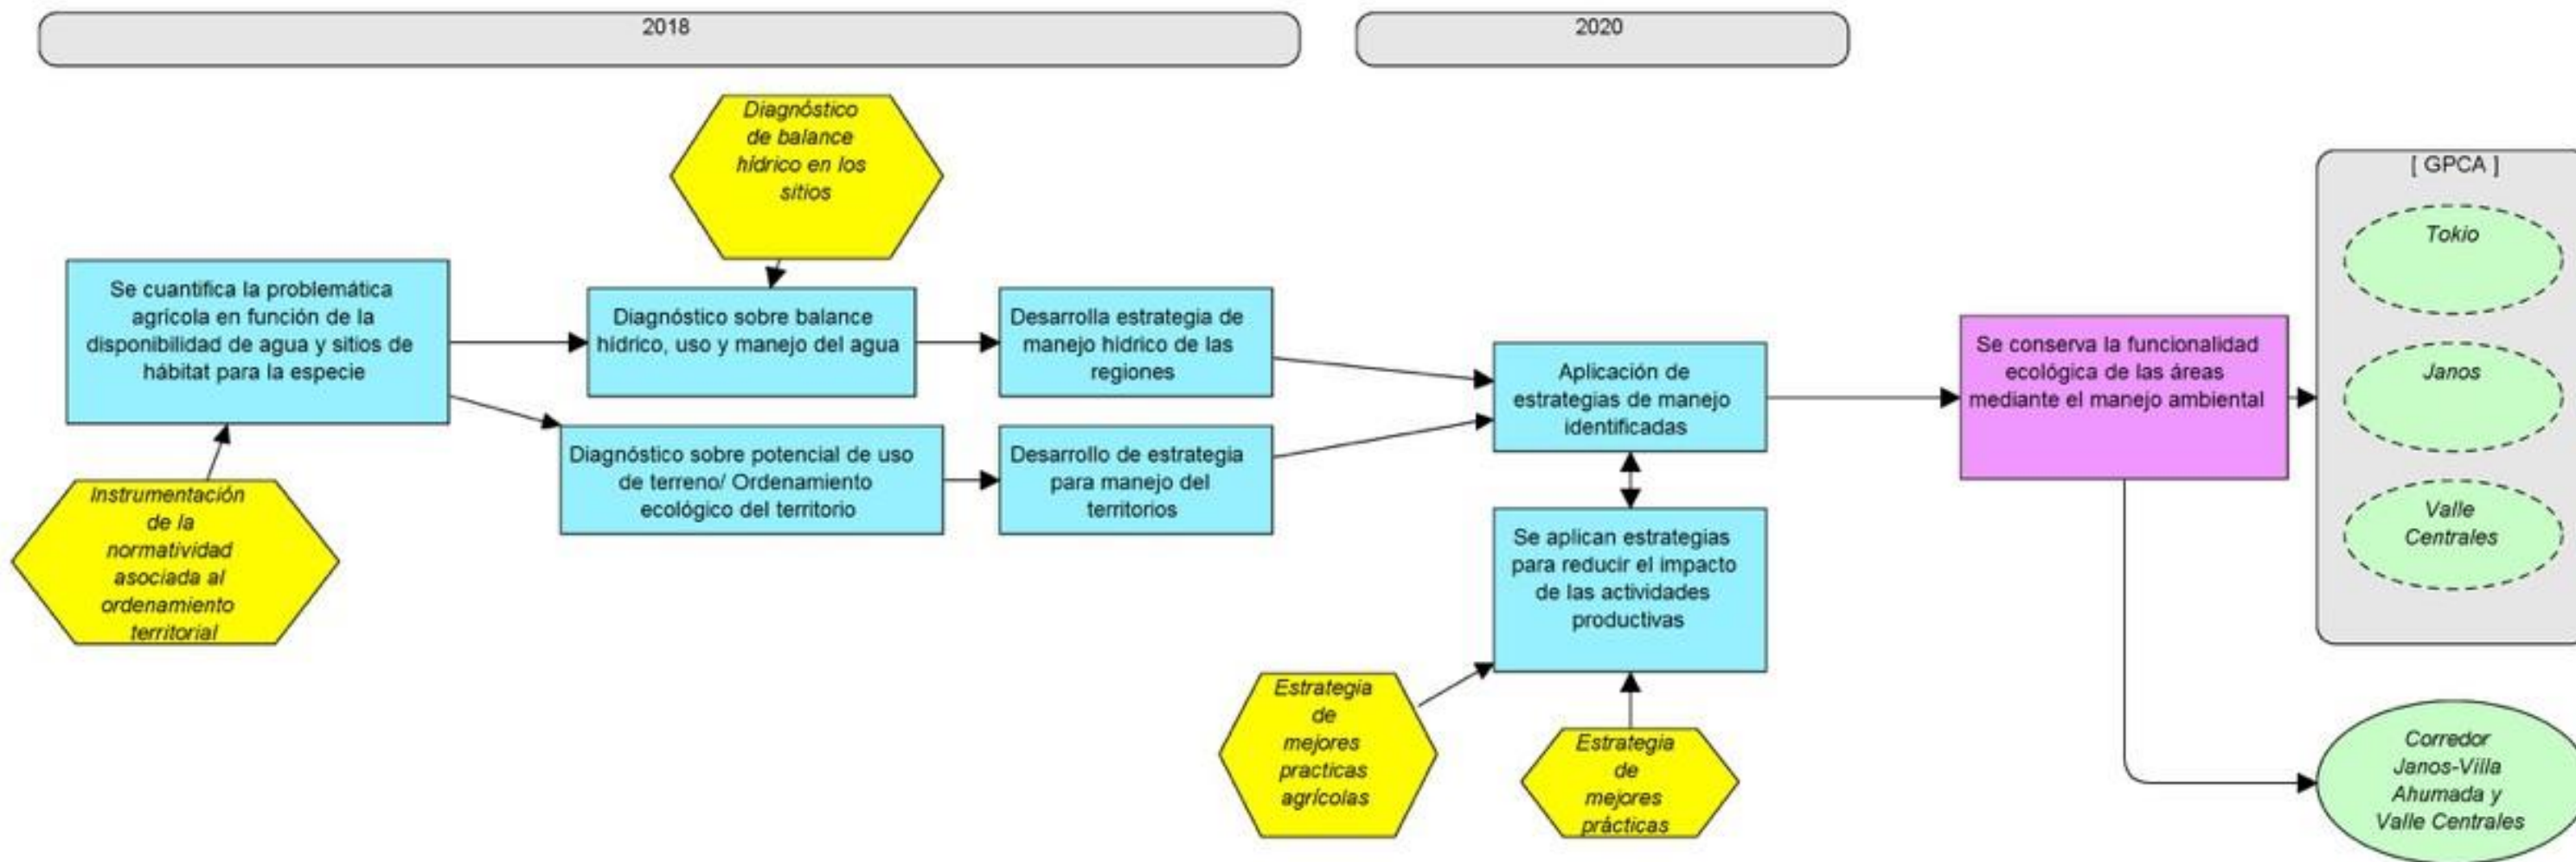 2018
2020
Diagnóstico
de balance
hídrico en los
sitios
[ GPCA ]
Tokio
Janos
Valle
Centrales
Se cuantifica la problemática
agrícola en función de la
disponibilidad de agua y sitios de
hábitat para la especie
Diagnóstico sobre balance
hídrico, uso y manejo del agua
Desarrolla estrategia de
manejo hídrico de las
regiones
Aplicación de
estrategias de manejo
identificadas
Se conserva la funcionalidad
ecológica de las áreas
mediante el manejo ambiental
Diagnóstico sobre potencial de uso
de terreno/ Ordenamiento
ecológico del territorio
Desarrollo de estrategia
para manejo del
territorios
Instrumentación
de la
normatividad
asociada al
ordenamiento
territorial
Se aplican estrategias
para reducir el impacto
de las actividades
productivas
Estrategia
de
mejores
practicas
agrícolas
Estrategia
de
mejores
prácticas
Corredor
Janos-Villa
Ahumada y
Valle Centrales